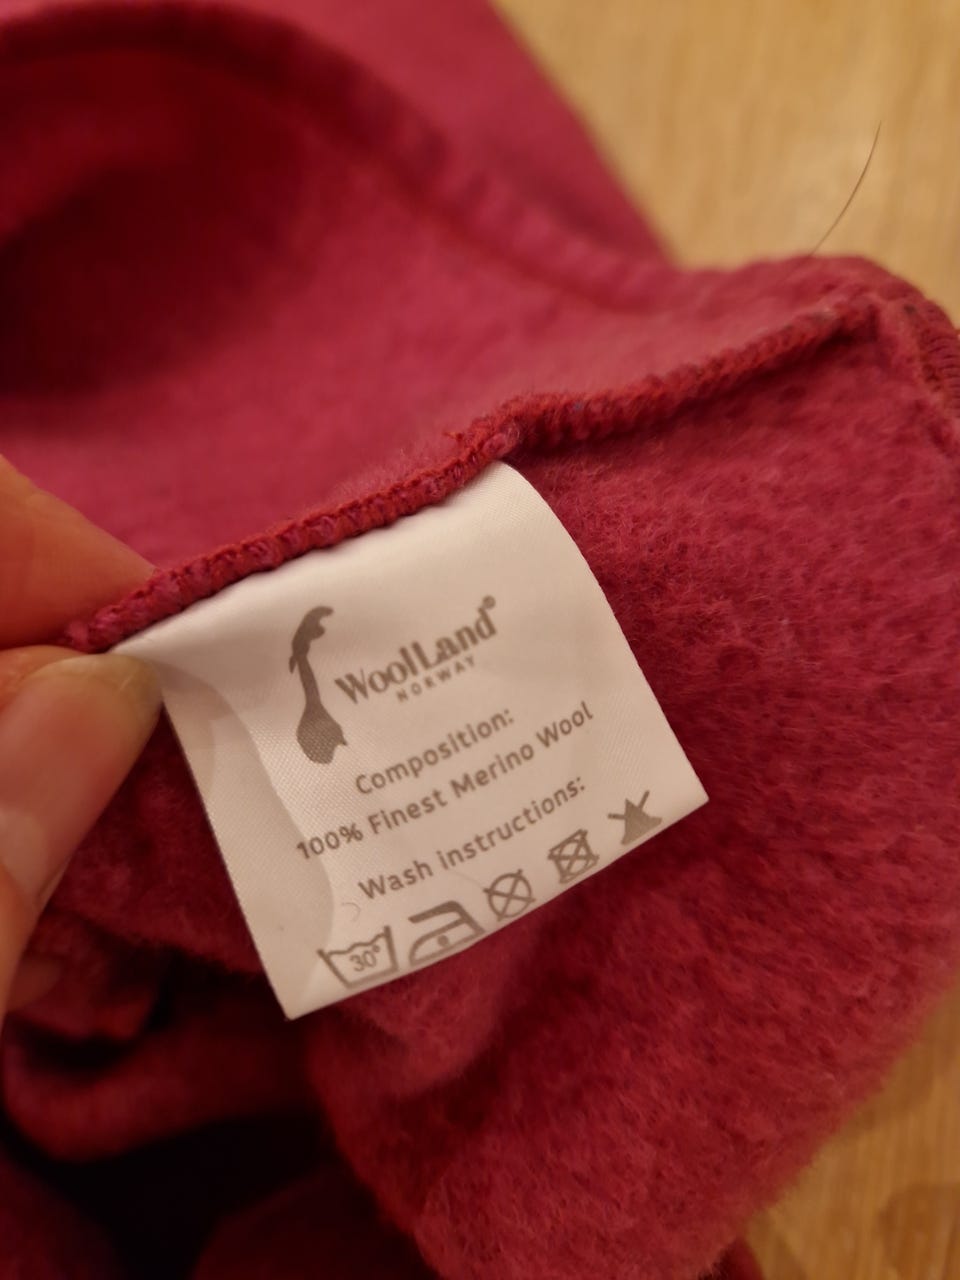 WoolLand®
NORWAY
Composition:
100% Finest Merino Wool
Wash instructions:
30°